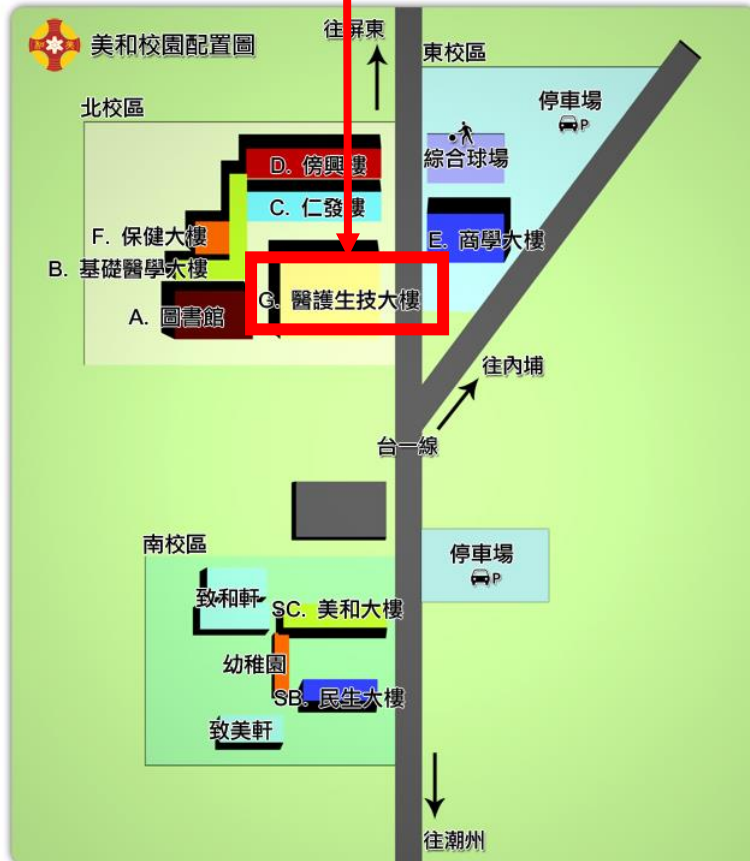 美和校園配置圖
往屏東
東校區
停車場
P
北校區
綜合球場
D. 傍興樓
C. 仁發樓
F. 保健大樓
E. 商學大樓
B. 基礎醫學大樓
G. 醫護生技大樓
A. 圖書館
往內埔
台一線
南校區
停車場
P
致和軒
SC. 美和大樓
幼稚園
SB. 民生大樓
致美軒
往潮州